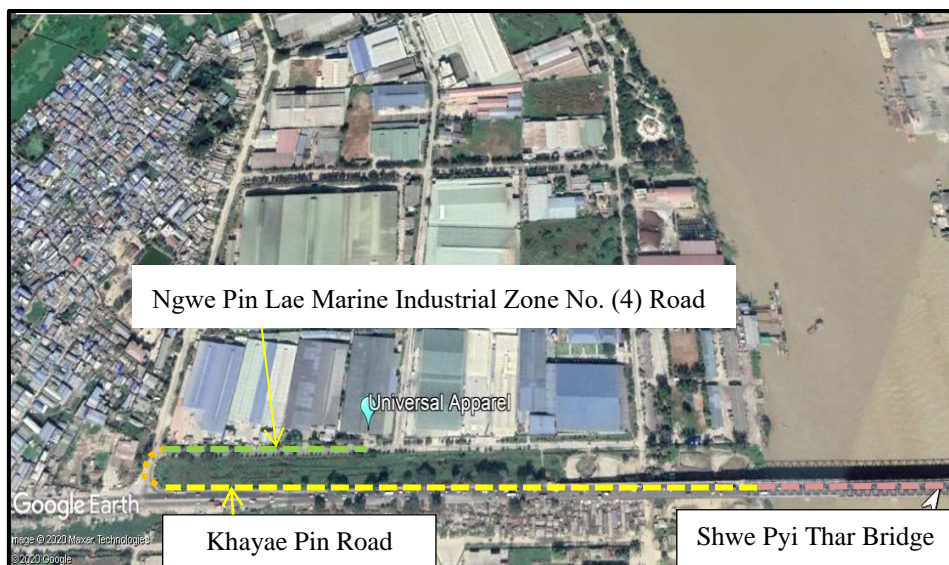 Ngwe Pin Lae Marine Industrial Zone No. (4) Road
Universal Apparel
Google Earth
Khayae Pin Road
Shwe Pyi Thar Bridge
Image © 2020 Maxar Technologies
© 2020 Google